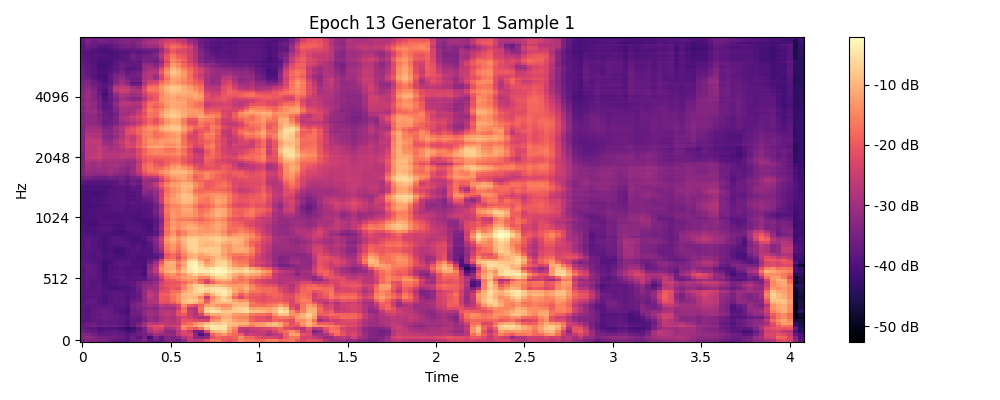 Epoch 13 Generator 1 Sample 1
Hz
4096
2048
1024
512
0
0 0.5 1 1.5 2 2.5 3 3.5 4
Time
-10 dB
-20 dB
-30 dB
-40 dB
-50 dB